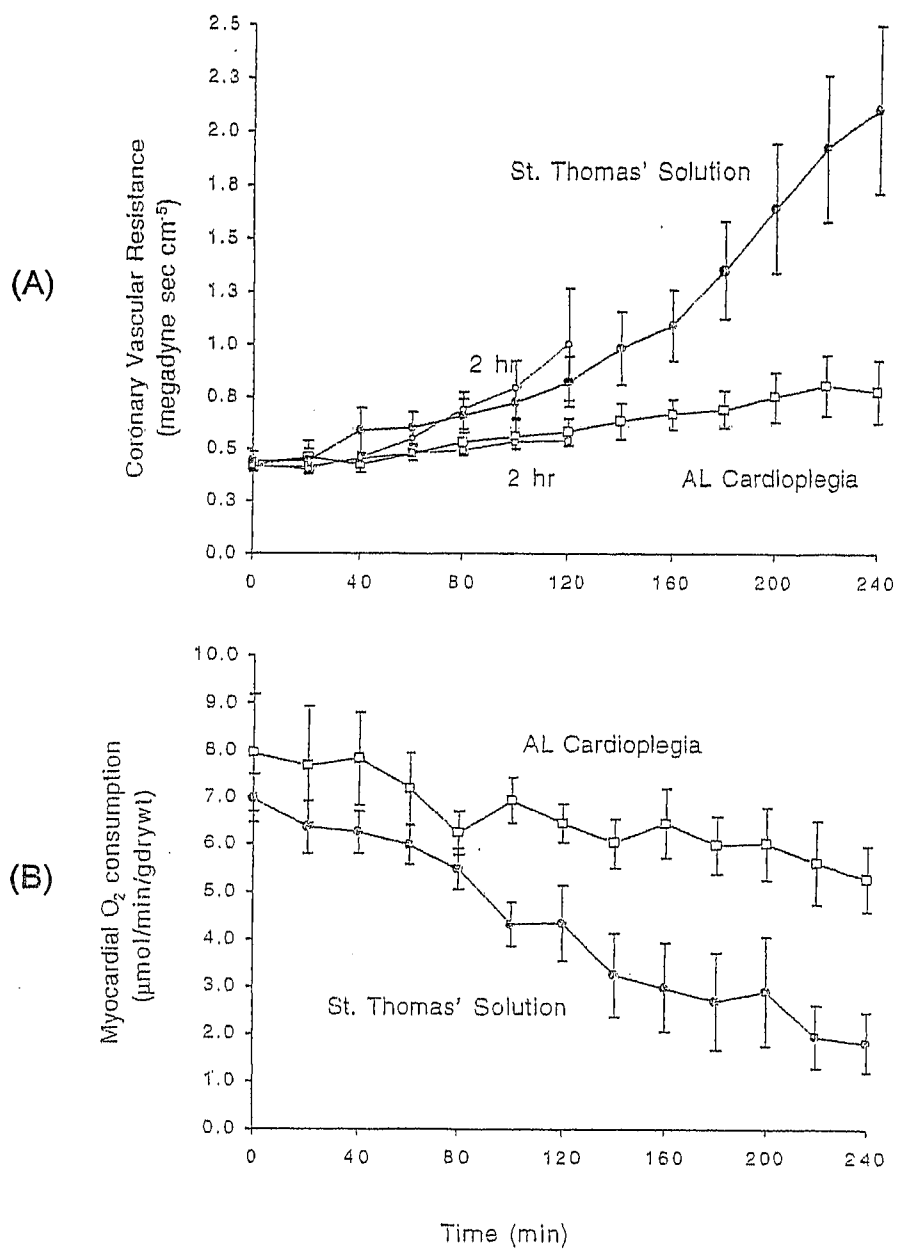 (A)
Coronary Vascular Resistance
(megadyne sec cm-5)
2.5
2.3
2.0
1.8
1.5
1.3
1.0
0.8
0.5
0.3
0.0
St. Thomas' Solution
2 hr
2 hr
AL Cardioplegia
0 40 80 120 160 200 240
(B)
Myocardial O2 consumption
(μmol/min/gdrywt)
10.0
9.0
8.0
7.0
6.0
5.0
4.0
3.0
2.0
1.0
0.0
AL Cardioplegia
St. Thomas' Solution
0 40 80 120 160 200 240
Time (min)